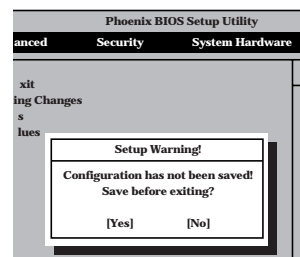 Phoenix BIOS Setup Utility
anced Security System Hardware
xit
ing Changes
s
lues
Setup Warning!
Configuration has not been saved!
Save before exiting?
[Yes] [No]